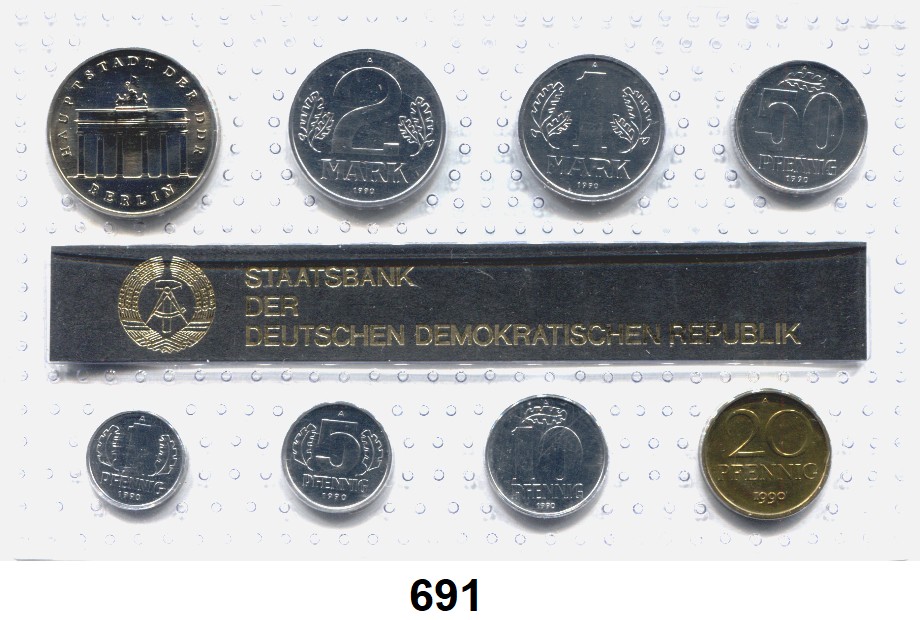 HAUPTSTADT DER DDR
BERLIN
A
2
MARK
1990
A
1
MARK
1990
A
50
PFENNIG
1990
STAATSBANK
DER
DEUTSCHEN DEMOKRATISCHEN REPUBLIK
A
1
PFENNIG
1990
A
5
PFENNIG
1990
A
10
PFENNIG
1990
A
20
PFENNIG
1990
691